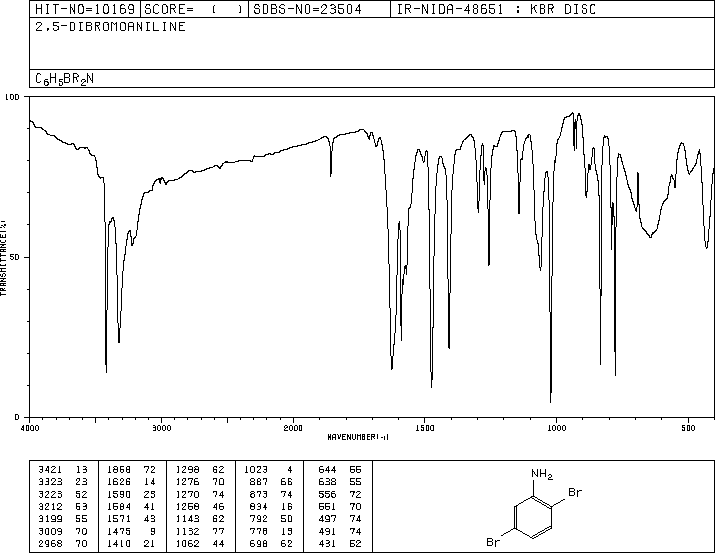 HIT-NO=10169 SCORE= ( ) SDBS-NO=23504 IR-NIDA-48651 : KBR DISC
2,5-DIBROMOANILINE
C6H5BR2N
100
50
0
TRANSMITTANCE(%)
4000 3000 2000 1500 1000 500
WAVENUMBER(-1)
3421 13 1868 72 1298 62 1023 4 644 55
3323 23 1626 14 1276 70 887 66 638 55
3223 52 1590 23 1270 74 873 74 556 72
3212 53 1584 41 1258 46 834 16 551 70
3199 55 1571 43 1143 62 792 50 497 74
3009 70 1475 9 1132 77 778 13 491 74
2968 70 1410 21 1062 44 698 62 431 52
NH2
Br
Br